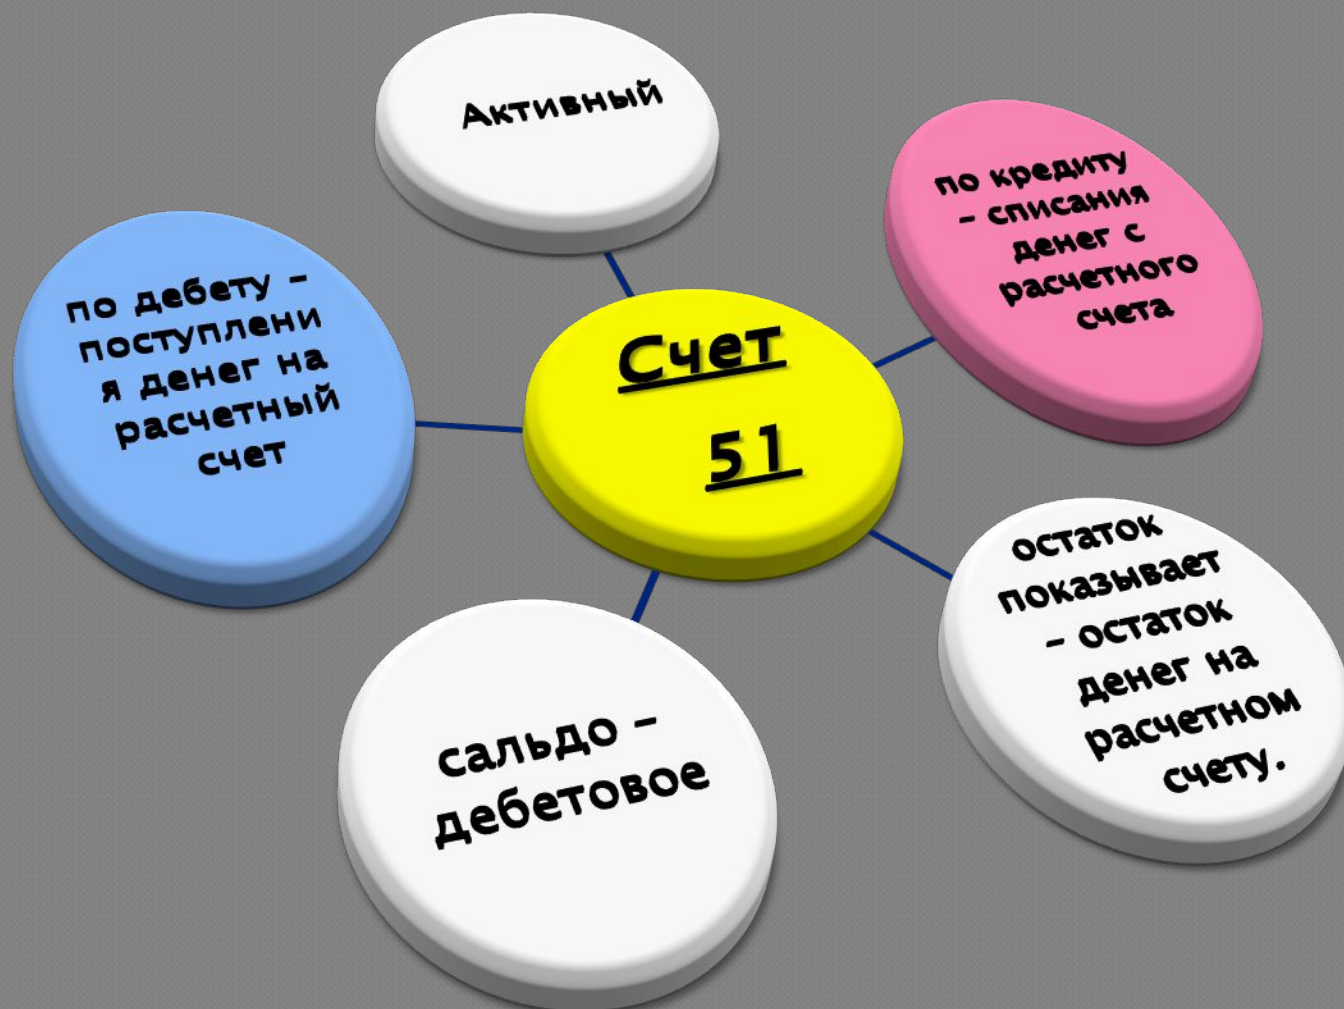 Активный
по кредиту
– списания
денег с
расчетного
счета
по дебету –
поступлени
я денег на
расчетный
счет
Счет
51
остаток
показывает
– остаток
денег на
расчетном
счету.
сальдо –
дебетовое